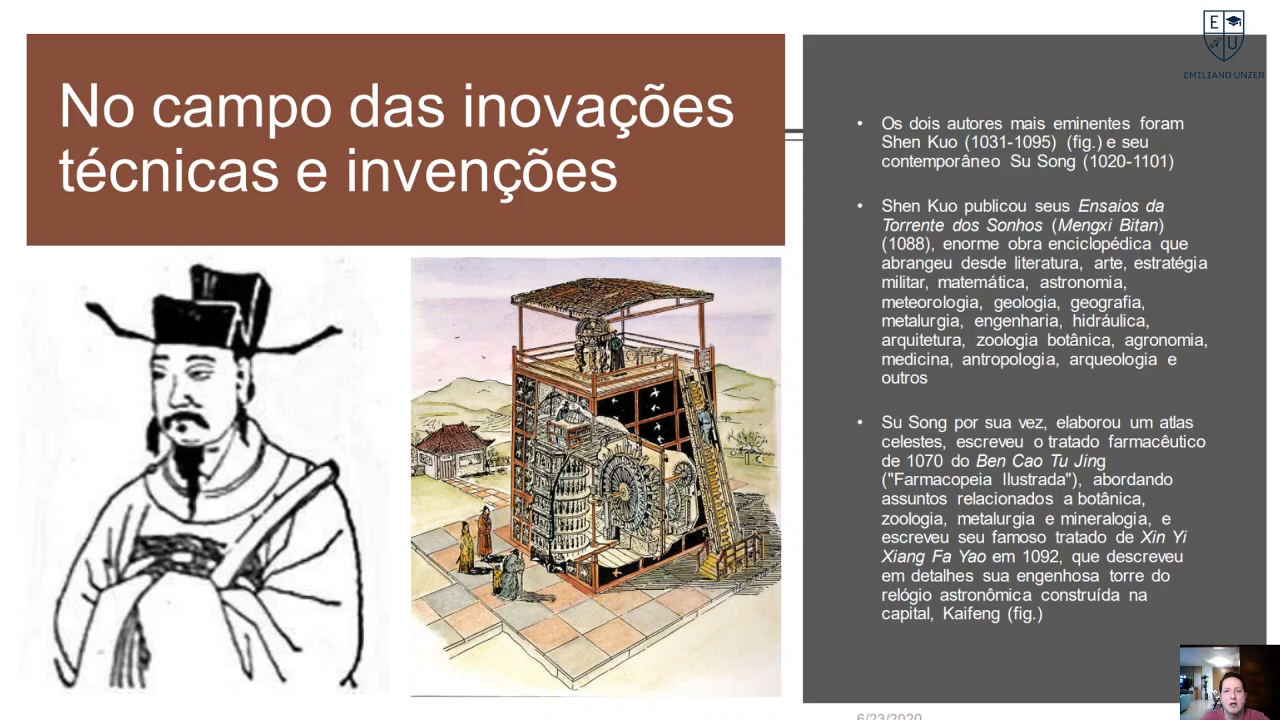 No campo das inovações
técnicas e invenções
E
U
EMILIANO UNZER
• Os dois autores mais eminentes foram
Shen Kuo (1031-1095) (fig.) e seu
contemporâneo Su Song (1020-1101)
• Shen Kuo publicou seus Ensaios da
Torrente dos Sonhos (Mengxi Bitan)
(1088), enorme obra enciclopédica que
abrangeu desde literatura, arte, estratégia
militar, matemática, astronomia,
meteorologia, geologia, geografia,
metalurgia, engenharia, hidráulica,
arquitetura, zoologia botânica, agronomia,
medicina, antropologia, arqueologia e
outros
• Su Song por sua vez, elaborou um atlas
celestes, escreveu o tratado farmacêutico
de 1070 do Ben Cao Tu Jing
("Farmacopeia Ilustrada"), abordando
assuntos relacionados a botânica,
zoologia, metalurgia e mineralogia, e
escreveu seu famoso tratado de Xin Yi
Xiang Fa Yao em 1092, que descreveu
em detalhes sua engenhosa torre do
relógio astronômica construída na
capital, Kaifeng (fig.)
6/23/2020